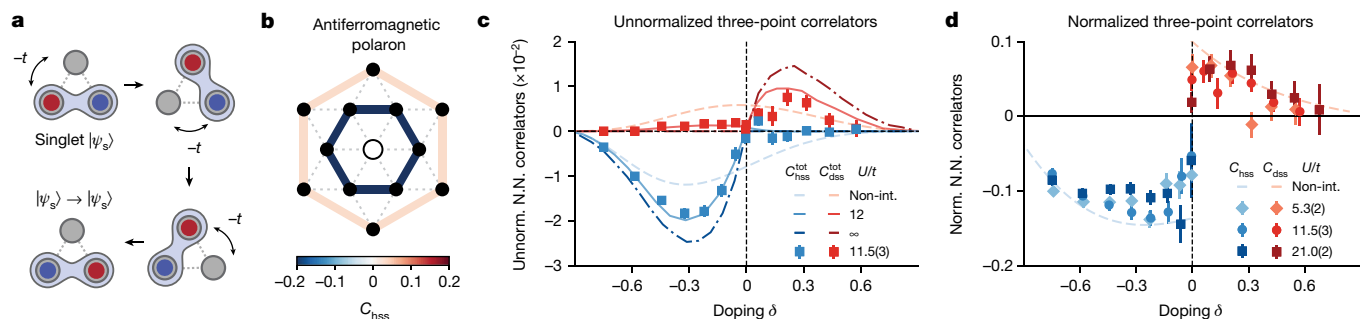 a
–t
–t
Singlet |ψs⟩
–t
|ψs⟩ → |ψs⟩
b
Antiferromagnetic
polaron
–0.2 –0.1 0 0.1 0.2
Chss
c
Unnormalized three-point correlators
Unnorm. N.N. correlators (×10⁻²)
2
1
0
–1
–2
–3
–0.6 –0.3 0 0.3 0.6
Doping δ
Chss^tot Cdss^tot U/t
Non-int.
12
∞
11.5(3)
d
Normalized three-point correlators
Norm. N.N. correlators
0.1
0
–0.1
–0.2
–0.6 –0.3 0 0.3 0.6
Doping δ
Chss Cdss U/t
Non-int.
5.3(2)
11.5(3)
21.0(2)